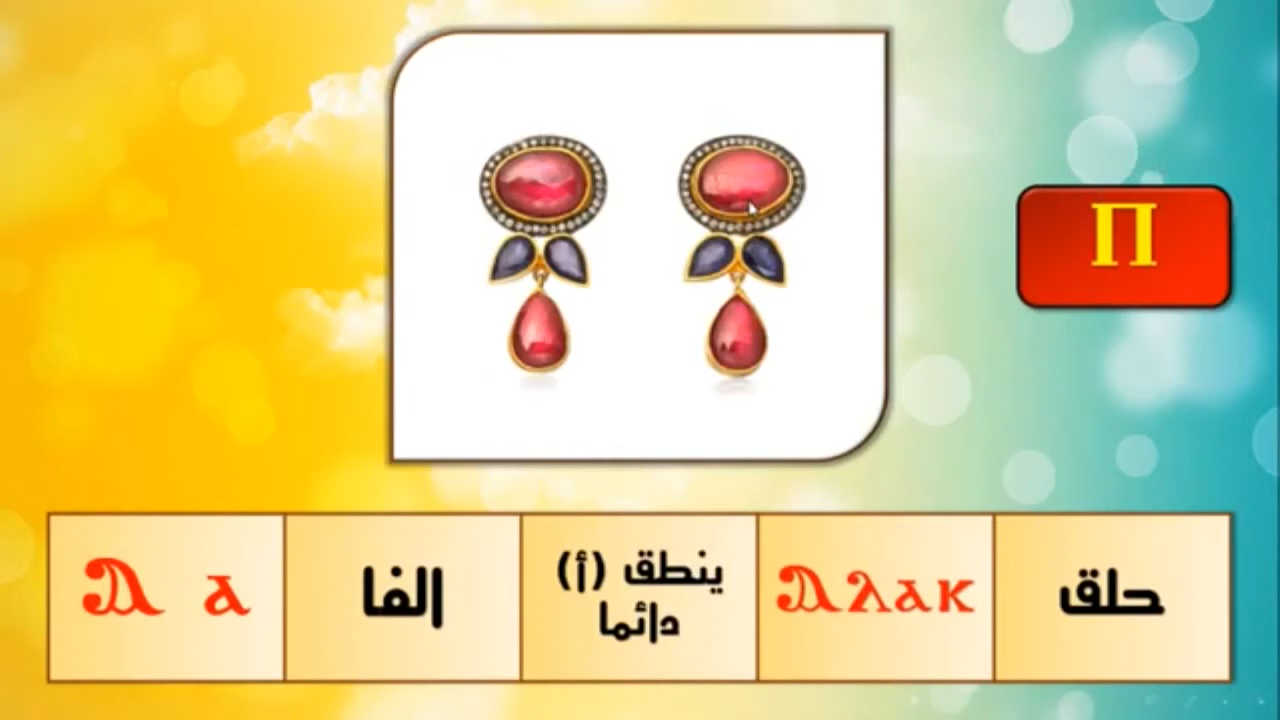 Ⲡ
Ⲁ ⲁ
الفا
ينطق (أ)
دائما
Ⲁⲗⲁⲕ
حلق